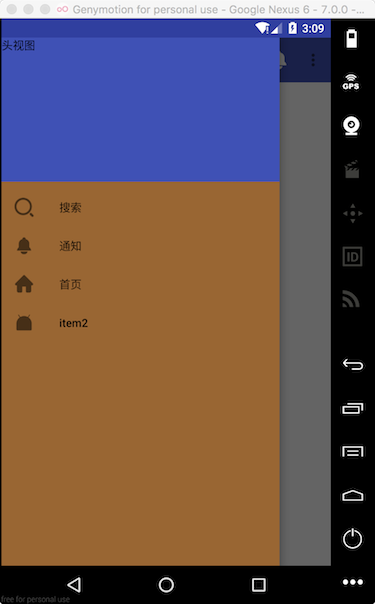 Genymotion for personal use - Google Nexus 6 - 7.0.0 -...
3:09
头视图
GPS
搜索
通知
ID
首页
item2
free for personal use